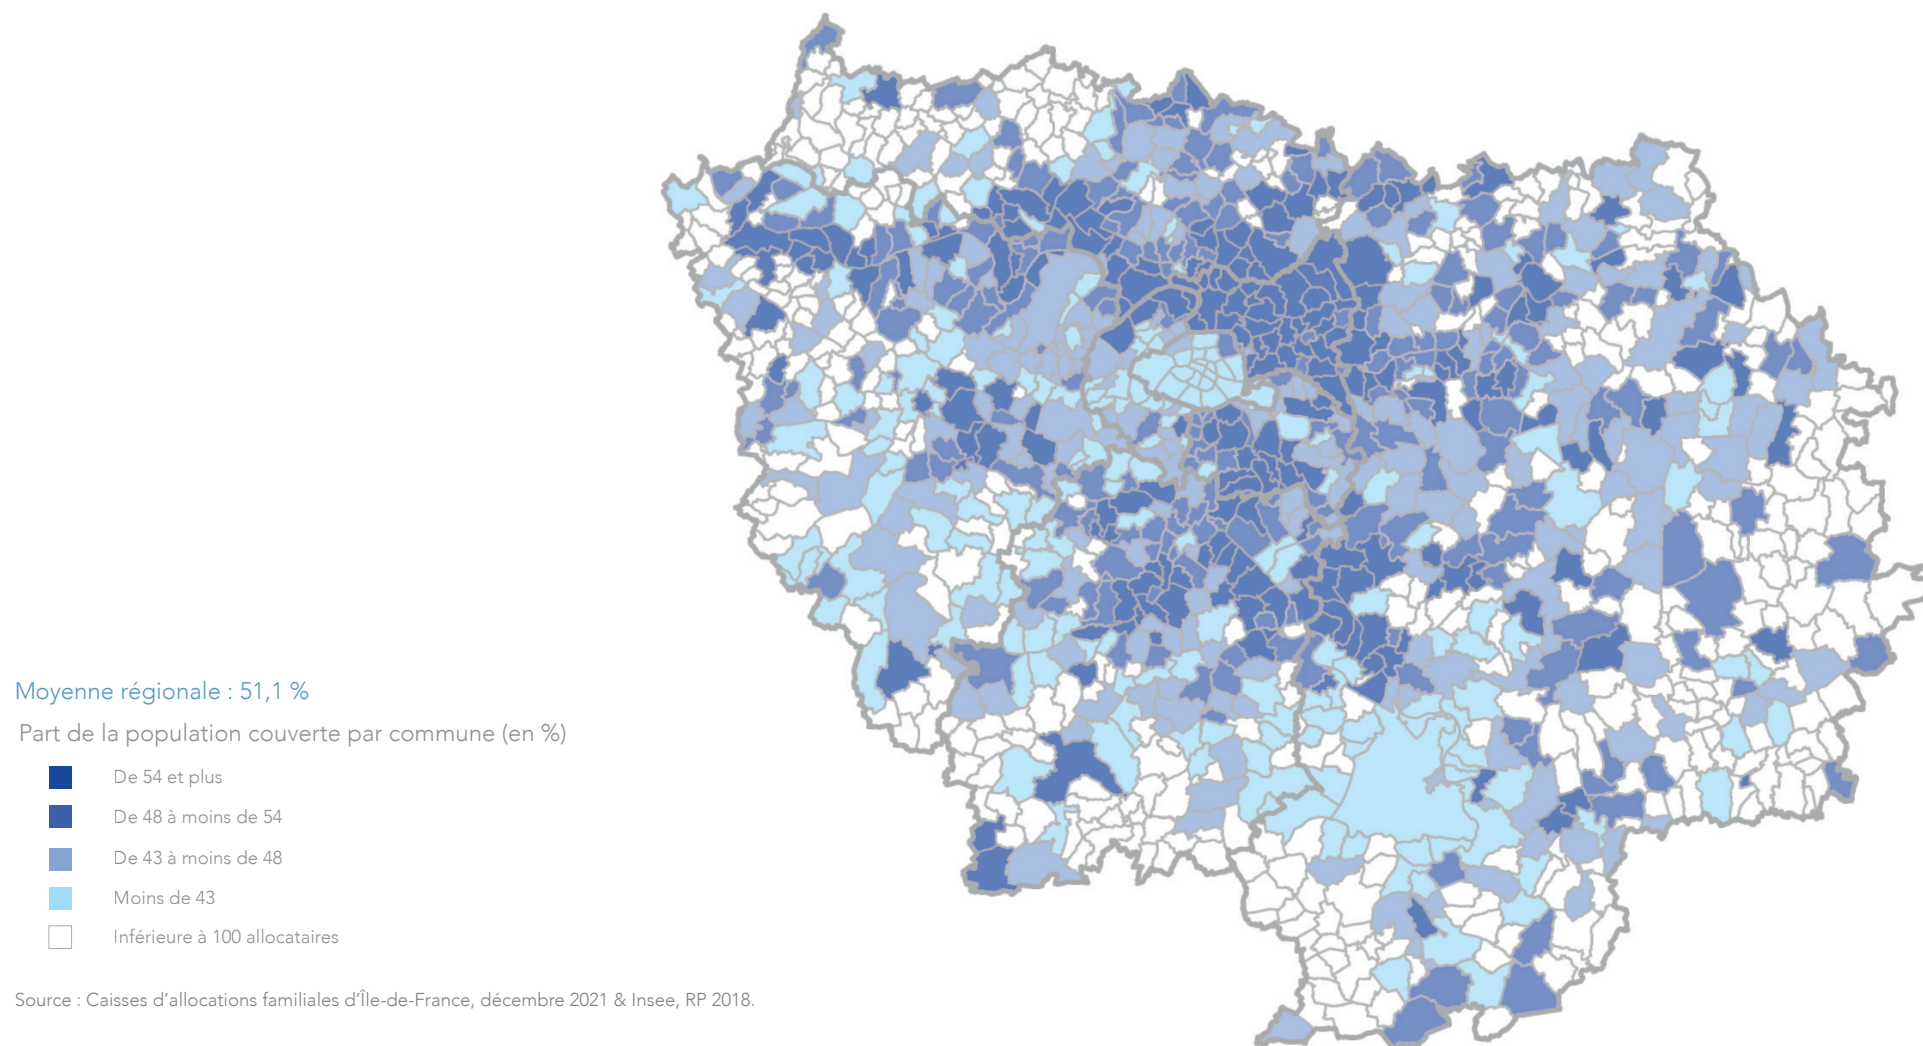 Moyenne régionale : 51,1 %
Part de la population couverte par commune (en %)
De 54 et plus
De 48 à moins de 54
De 43 à moins de 48
Moins de 43
Inférieure à 100 allocataires
Source : Caisses d’allocations familiales d’Île-de-France, décembre 2021 & Insee, RP 2018.